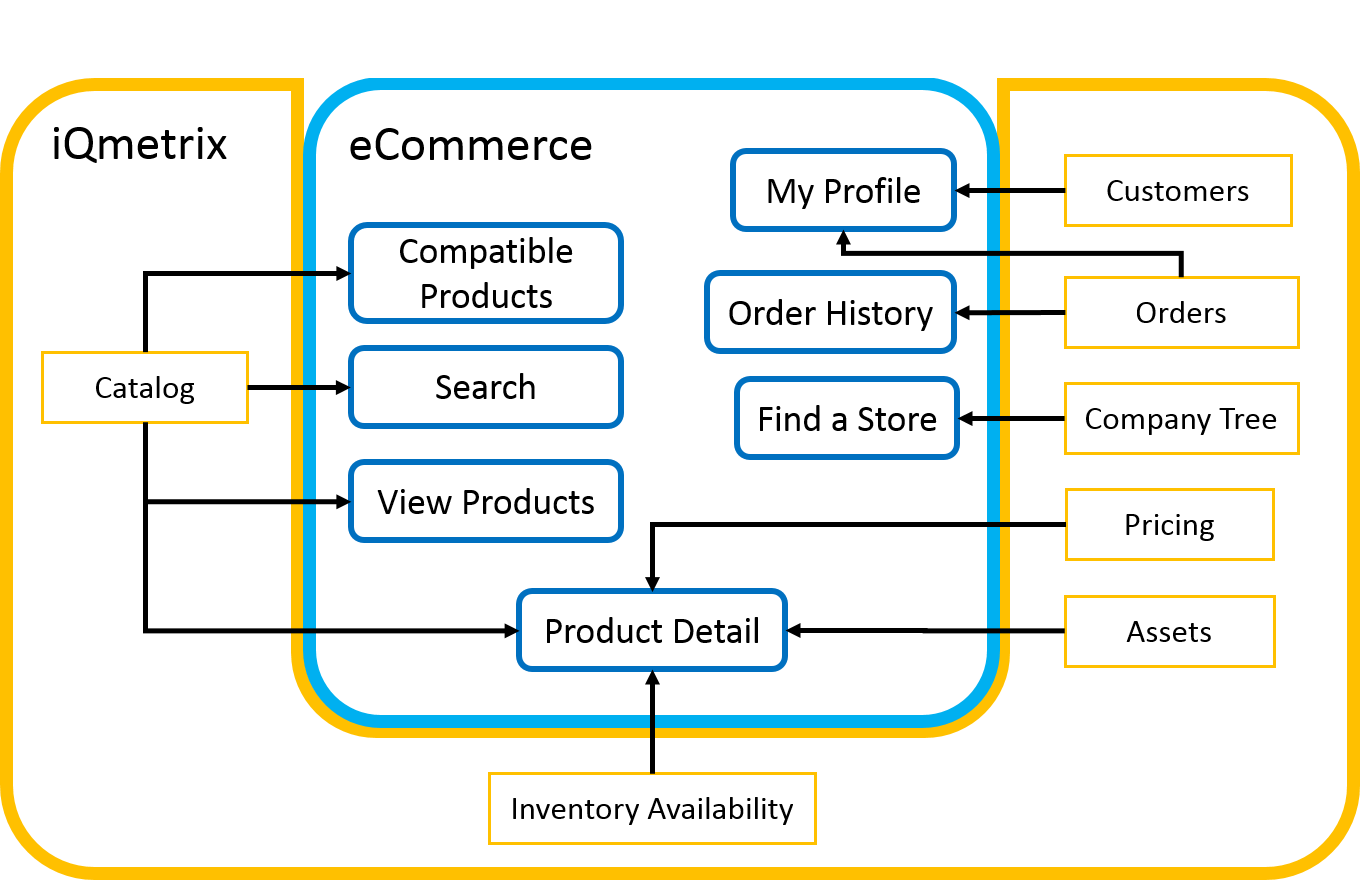 iQmetrix
eCommerce
My Profile
Customers
Compatible
Products
Order History
Orders
Catalog
Search
Find a Store
Company Tree
View Products
Pricing
Product Detail
Assets
Inventory Availability